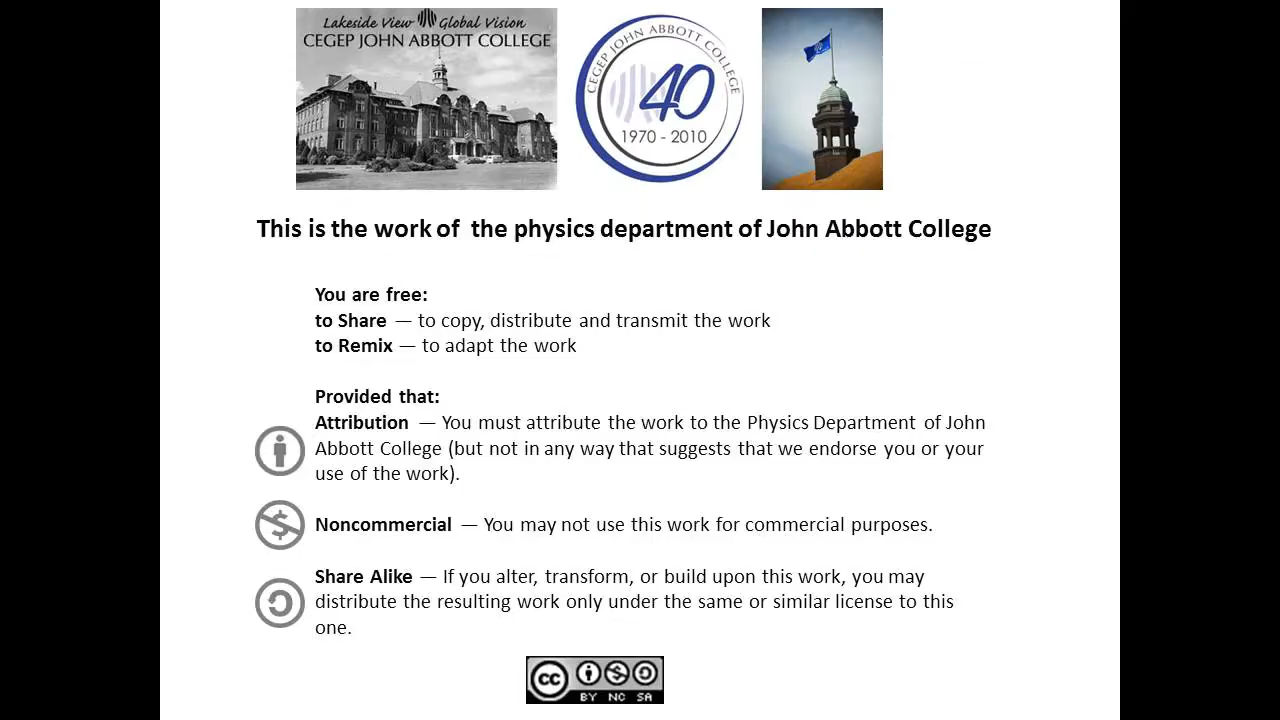 Lakeside View Global Vision
CEGEP JOHN ABBOTT COLLEGE
CEGEP JOHN ABBOTT COLLEGE
40
1970 - 2010
This is the work of the physics department of John Abbott College
You are free:
to Share — to copy, distribute and transmit the work
to Remix — to adapt the work
Provided that:
Attribution — You must attribute the work to the Physics Department of John
Abbott College (but not in any way that suggests that we endorse you or your
use of the work).
$
Noncommercial — You may not use this work for commercial purposes.
Share Alike — If you alter, transform, or build upon this work, you may
distribute the resulting work only under the same or similar license to this
one.
cc $
BY NC SA